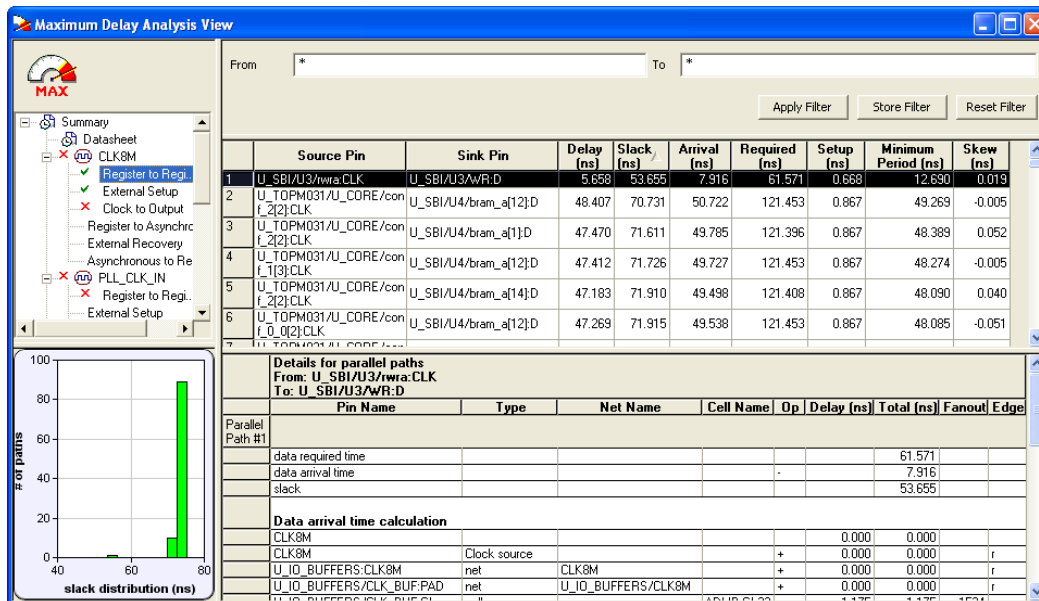 Maximum Delay Analysis View
MAX
From * To *
Apply Filter Store Filter Reset Filter
Summary
Datasheet
CLK8M
Register to Regi..
External Setup
Clock to Output
Register to Asynchrc
External Recovery
Asynchronous to Re
PLL_CLK_IN
Register to Regi..
External Setup
Source Pin Sink Pin Delay (ns) Slack (ns) Arrival (ns) Required (ns) Setup (ns) Minimum Period (ns) Skew (ns)
1 U_SBI/U3/rwra:CLK U_SBI/U3/WR:D 5.658 53.655 7.916 61.571 0.668 12.690 0.019
2 U_TOPM031/U_CORE/con f_2[2]:CLK U_SBI/U4/bram_a[12]:D 48.407 70.731 50.722 121.453 0.867 49.269 -0.005
3 U_TOPM031/U_CORE/con f_2[2]:CLK U_SBI/U4/bram_a[1]:D 47.470 71.611 49.785 121.396 0.867 48.389 0.052
4 U_TOPM031/U_CORE/con f_1[3]:CLK U_SBI/U4/bram_a[12]:D 47.412 71.726 49.727 121.453 0.867 48.274 -0.005
5 U_TOPM031/U_CORE/con f_2[2]:CLK U_SBI/U4/bram_a[14]:D 47.183 71.910 49.498 121.408 0.867 48.090 0.040
6 U_TOPM031/U_CORE/con f_0_0[2]:CLK U_SBI/U4/bram_a[12]:D 47.269 71.915 49.538 121.453 0.867 48.085 -0.051
100
80
60
40
20
0
# of paths
40 60 80
slack distribution (ns)
Details for parallel paths
From: U_SBI/U3/rwra:CLK
To: U_SBI/U3/WR:D
Pin Name Type Net Name Cell Name Op Delay (ns) Total (ns) Fanout Edge
Parallel Path #1
data required time 61.571
data arrival time - 7.916
slack 53.655
Data arrival time calculation
CLK8M 0.000 0.000
CLK8M Clock source + 0.000 0.000 r
U_IO_BUFFERS:CLK8M net CLK8M + 0.000 0.000 r
U_IO_BUFFERS/CLK_BUF:PAD net U_IO_BUFFERS/CLK8M + 0.000 0.000 r